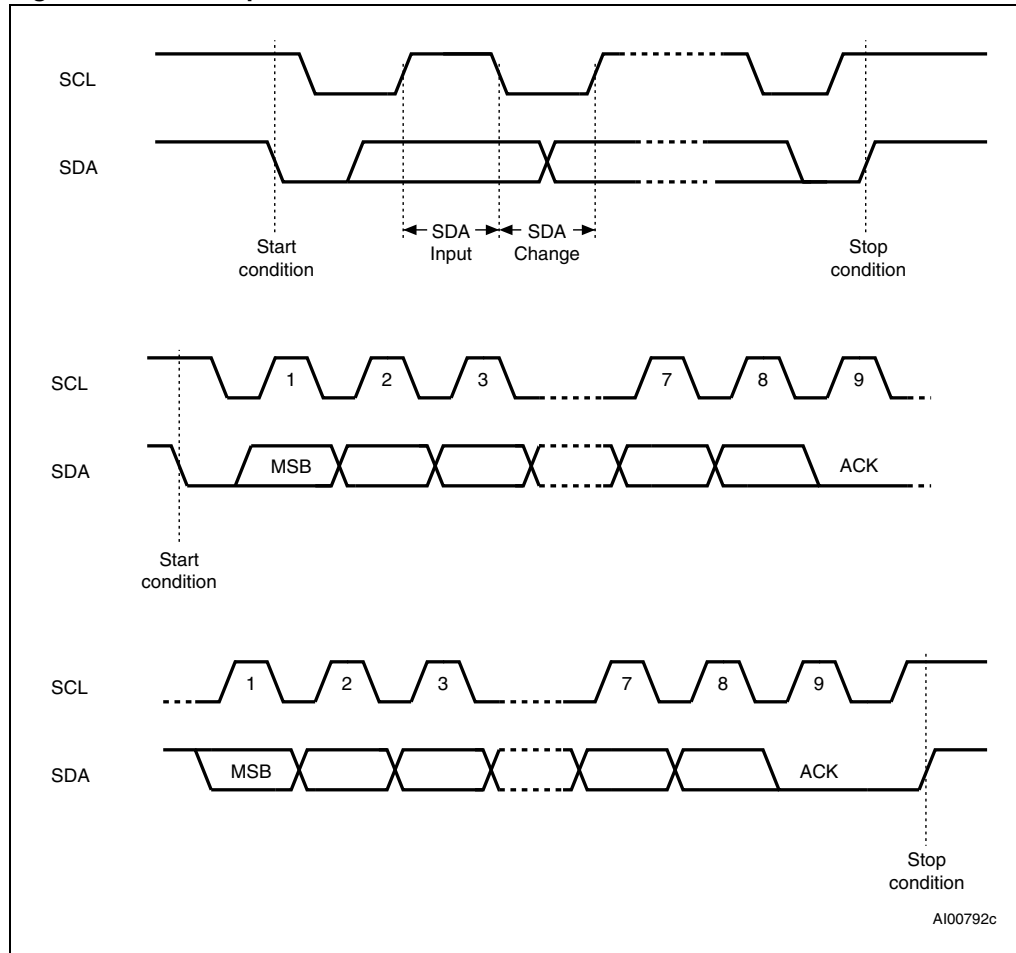 SCL
SDA
SDA Input
SDA Change
Start condition
Stop condition
SCL
1 2 3 7 8 9
SDA
MSB
ACK
Start condition
SCL
1 2 3 7 8 9
SDA
MSB
ACK
Stop condition
AI00792c